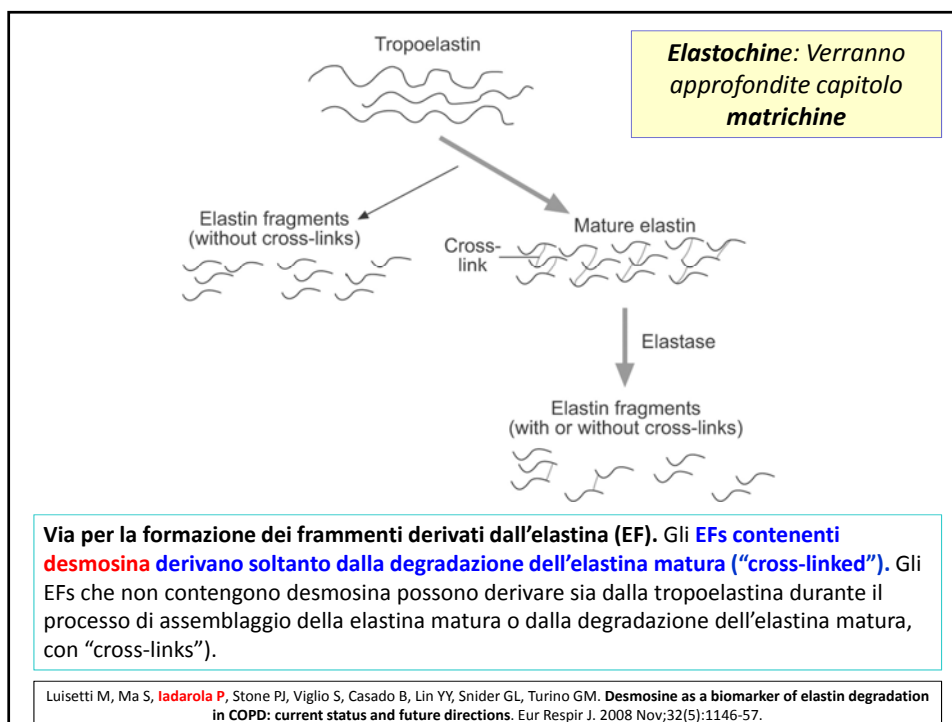 Tropoelastin
Elastochine: Verranno
approfondite capitolo
matrichine
Elastin fragments
(without cross-links)
Mature elastin
Cross-
link
Elastase
Elastin fragments
(with or without cross-links)
Via per la formazione dei frammenti derivati dall'elastina (EF). Gli EFs contenenti
desmosina derivano soltanto dalla degradazione dell'elastina matura ("cross-linked"). Gli
EFs che non contengono desmosina possono derivare sia dalla tropoelastina durante il
processo di assemblaggio della elastina matura o dalla degradazione dell'elastina matura,
con "cross-links").
Luisetti M, Ma S, Iadarola P, Stone PJ, Viglio S, Casado B, Lin YY, Snider GL, Turino GM. Desmosine as a biomarker of elastin degradation
in COPD: current status and future directions. Eur Respir J. 2008 Nov;32(5):1146-57.